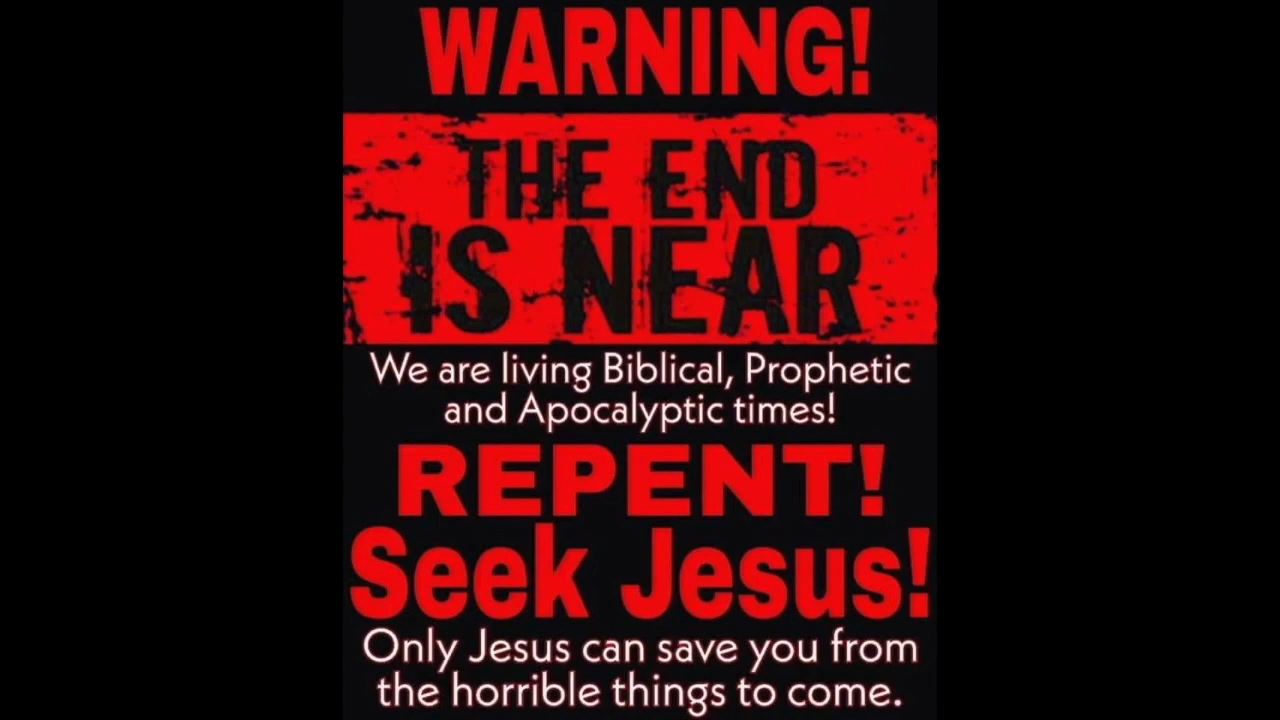 WARNING!
THE END
IS NEAR
We are living Biblical, Prophetic
and Apocalyptic times!
REPENT!
Seek Jesus!
Only Jesus can save you from
the horrible things to come.